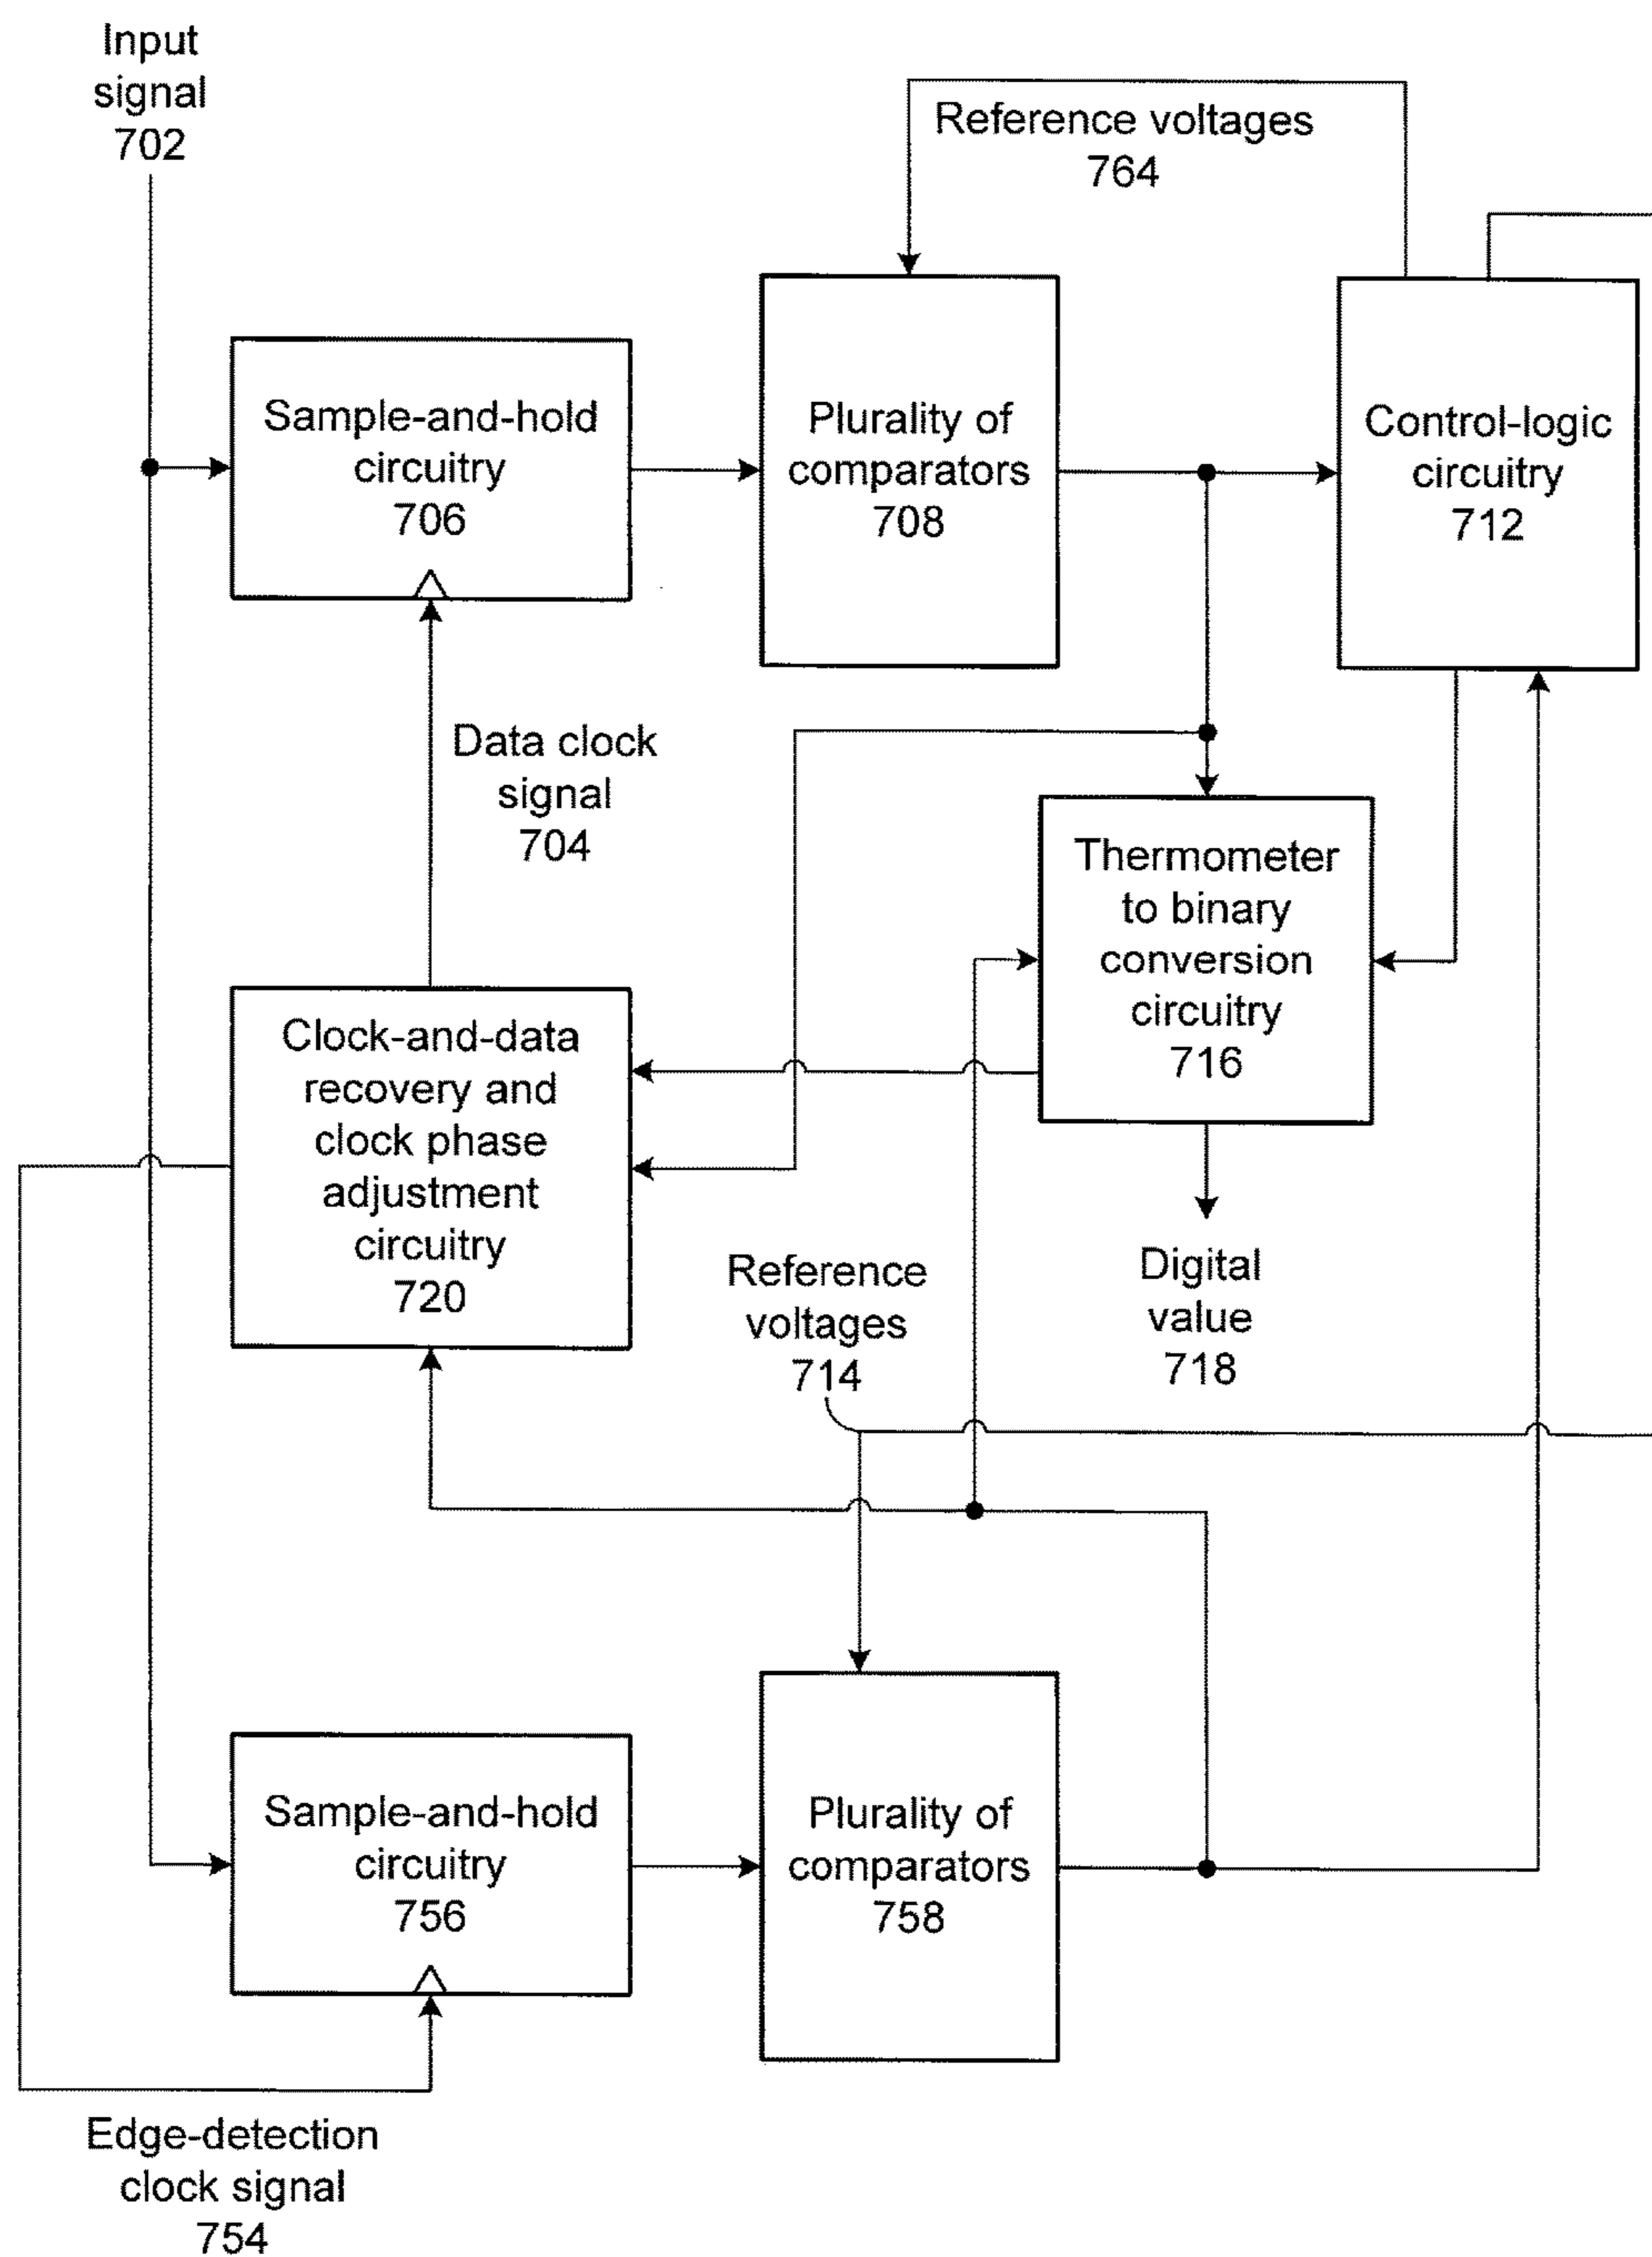 Input
signal
702
Reference voltages
764
Sample-and-hold
circuitry
706
Plurality of
comparators
708
Control-logic
circuitry
712
Data clock
signal
704
Thermometer
to binary
conversion
circuitry
716
Clock-and-data
recovery and
clock phase
adjustment
circuitry
720
Reference
voltages
714
Digital
value
718
Sample-and-hold
circuitry
756
Plurality of
comparators
758
Edge-detection
clock signal
754